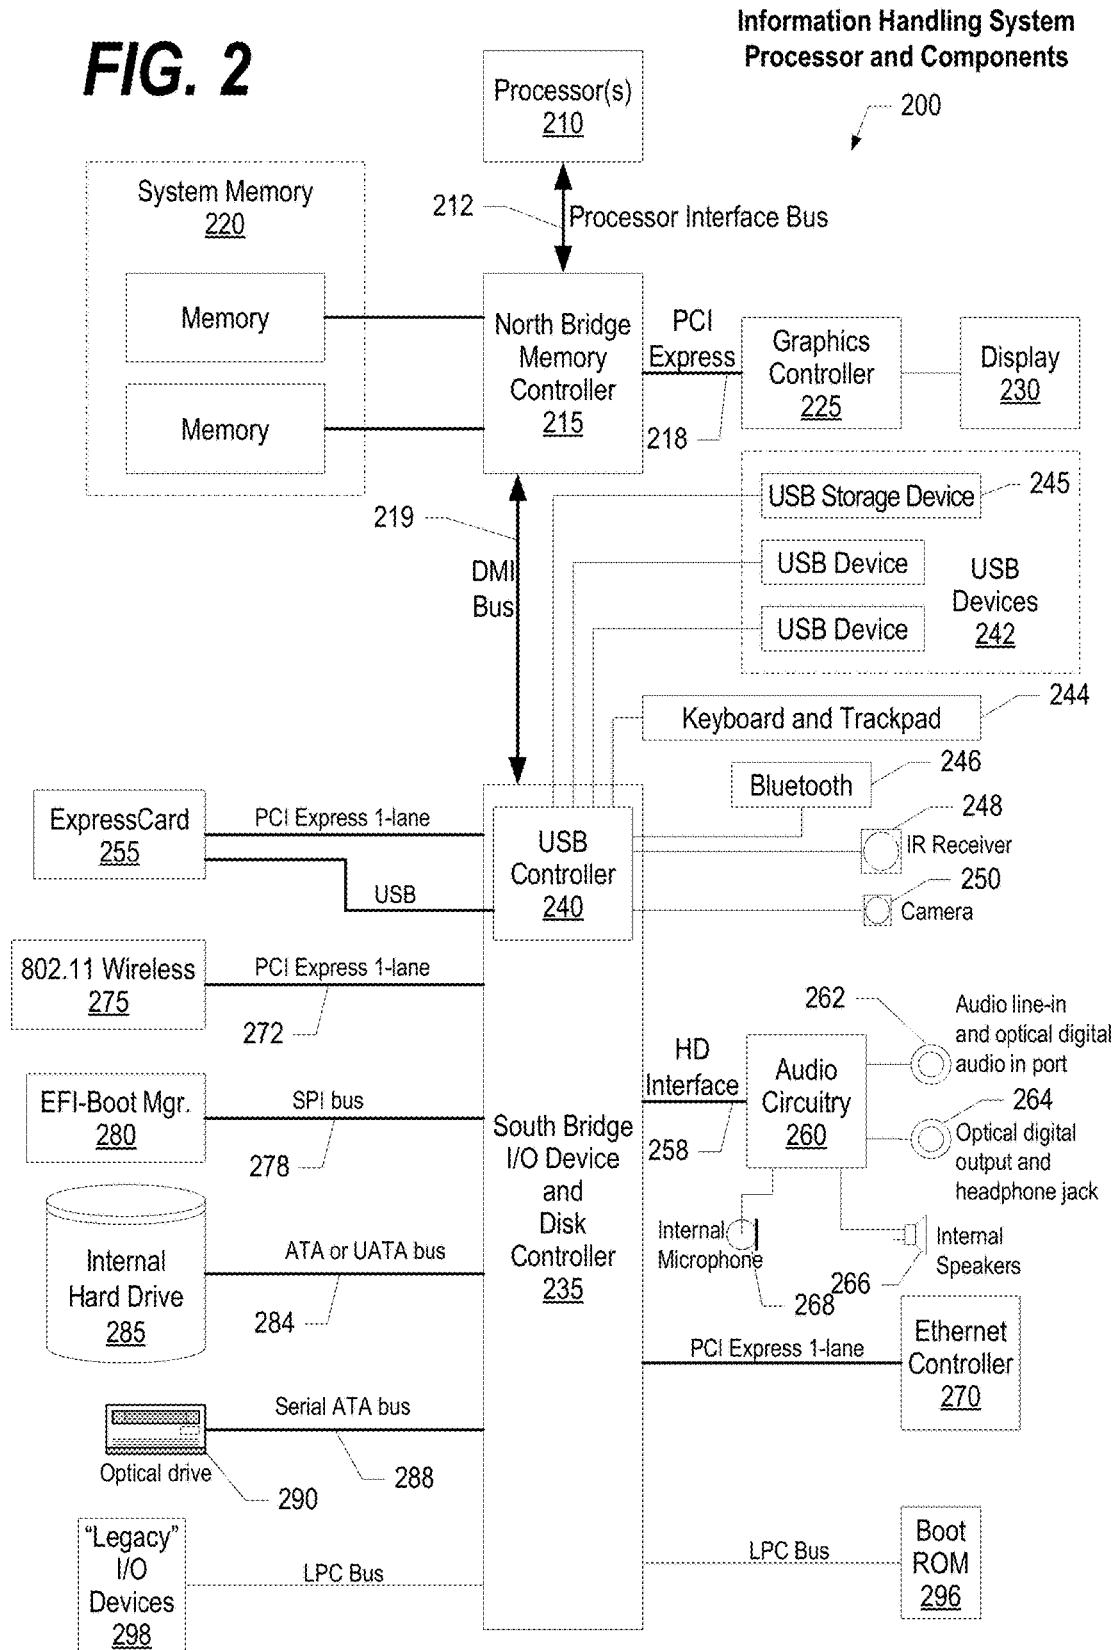 Information Handling System
Processor and Components
FIG. 2
200
Processor(s)
210
212
Processor Interface Bus
System Memory
220
Memory
Memory
North Bridge
Memory
Controller
215
PCI
Express
218
Graphics
Controller
225
Display
230
219
DMI
Bus
USB Storage Device
245
USB Device
USB Device
USB
Devices
242
Keyboard and Trackpad
244
Bluetooth
246
248
IR Receiver
250
Camera
ExpressCard
255
PCI Express 1-lane
USB
USB
Controller
240
802.11 Wireless
275
PCI Express 1-lane
272
EFI-Boot Mgr.
280
SPI bus
278
Internal
Hard Drive
285
ATA or UATA bus
284
Optical drive
290
Serial ATA bus
288
"Legacy"
I/O
Devices
298
LPC Bus
South Bridge
I/O Device
and
Disk
Controller
235
HD
Interface
258
Audio
Circuitry
260
262
Audio line-in
and optical digital
audio in port
264
Optical digital
output and
headphone jack
Internal
Microphone
268
Internal
Speakers
266
PCI Express 1-lane
Ethernet
Controller
270
LPC Bus
Boot
ROM
296